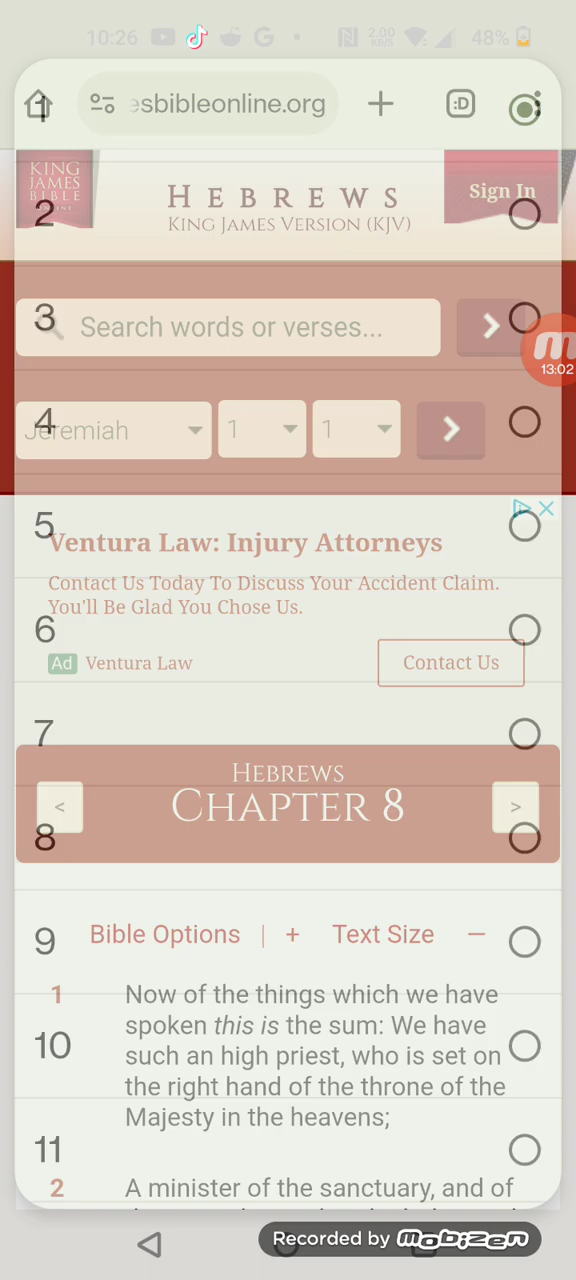 10:26
2.00
KB/S
48%
1
esbibleonline.org
+
:D
KING
JAMES
BIBLE
ONLINE
HEBREWS
KING JAMES VERSION (KJV)
Sign In
2
3
Search words or verses...
13:02
4
Jeremiah
1
1
5
Ventura Law: Injury Attorneys
Contact Us Today To Discuss Your Accident Claim.
You'll Be Glad You Chose Us.
6
Ad Ventura Law
Contact Us
7
HEBREWS
< CHAPTER 8 >
8
9
Bible Options | + Text Size —
1 Now of the things which we have
spoken this is the sum: We have
10
such an high priest, who is set on
the right hand of the throne of the
Majesty in the heavens;
11
2 A minister of the sanctuary, and of
Recorded by Mobizen